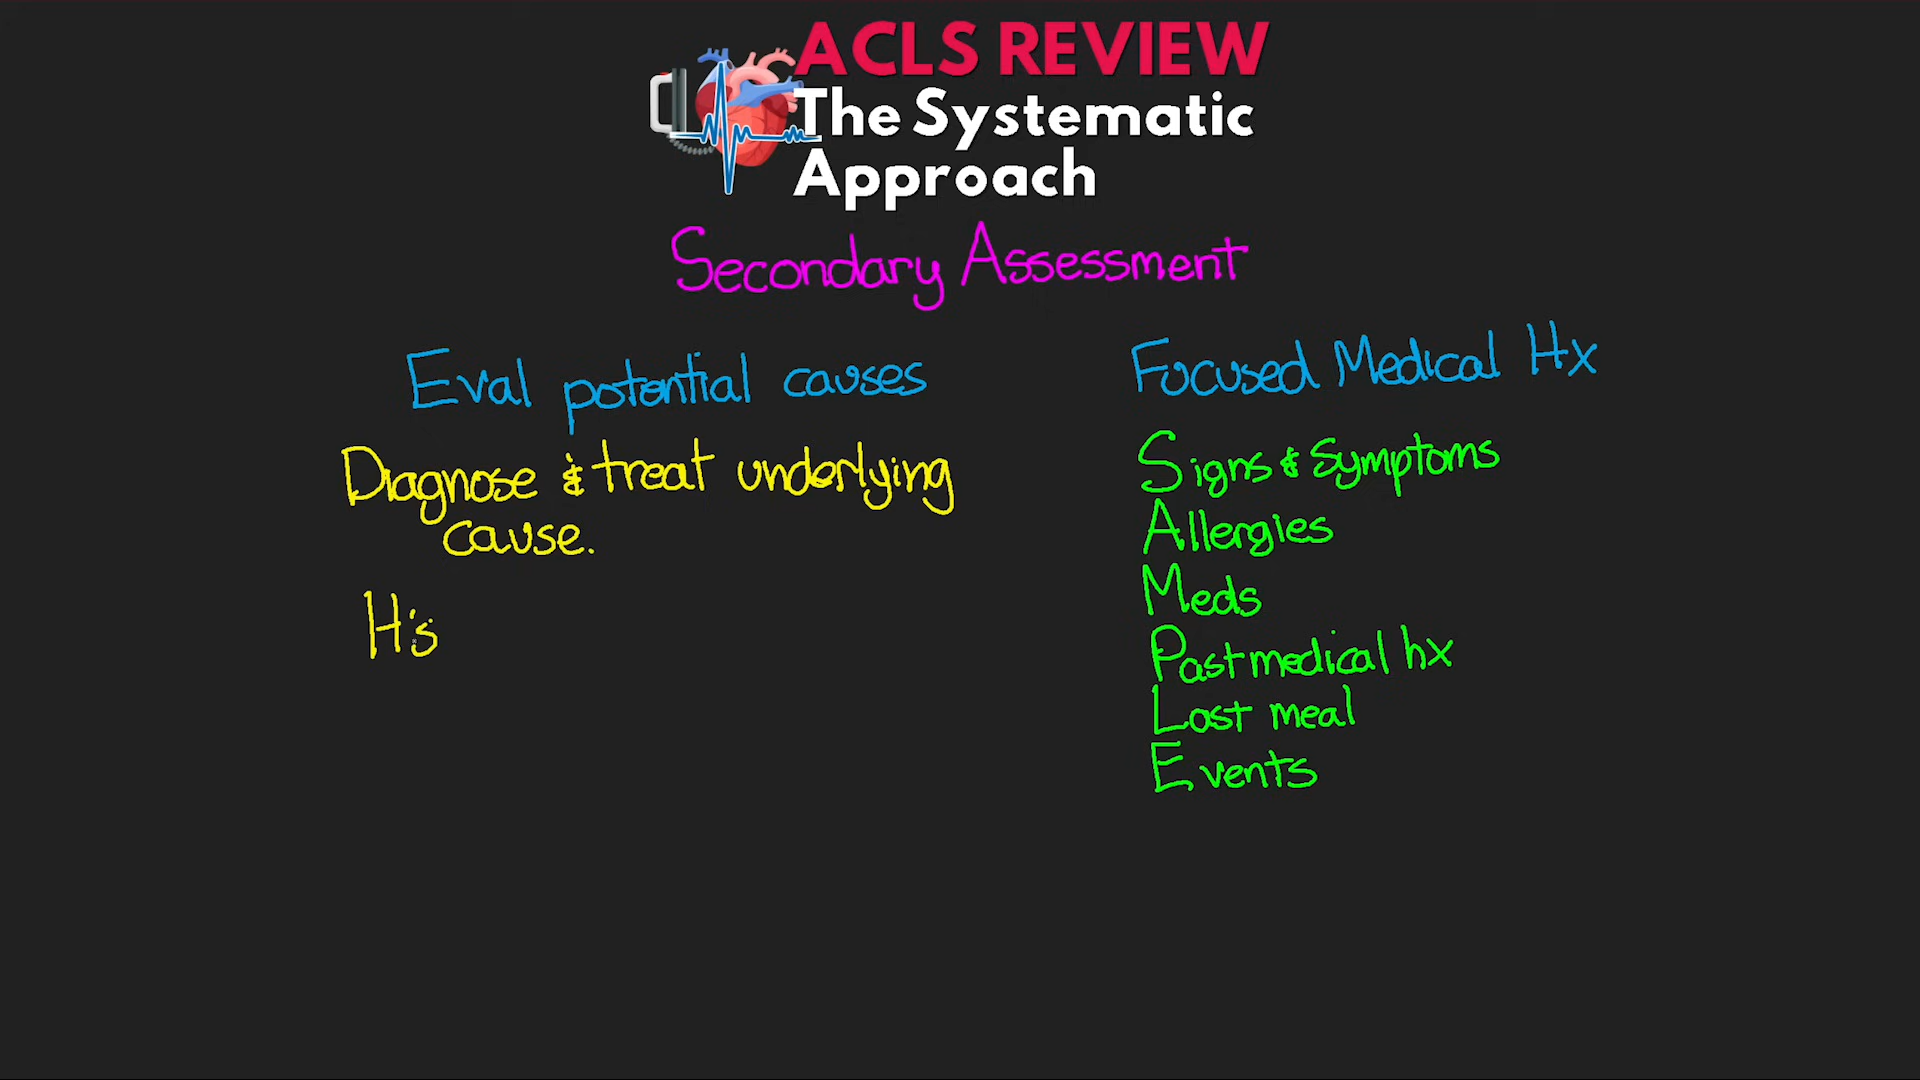 ACLS REVIEW
The Systematic
Approach
Secondary Assessment
Eval potential causes
Diagnose & treat underlying
cause.
H's
Focused Medical Hx
Signs & Symptoms
Allergies
Meds
Past medical hx
Last meal
Events